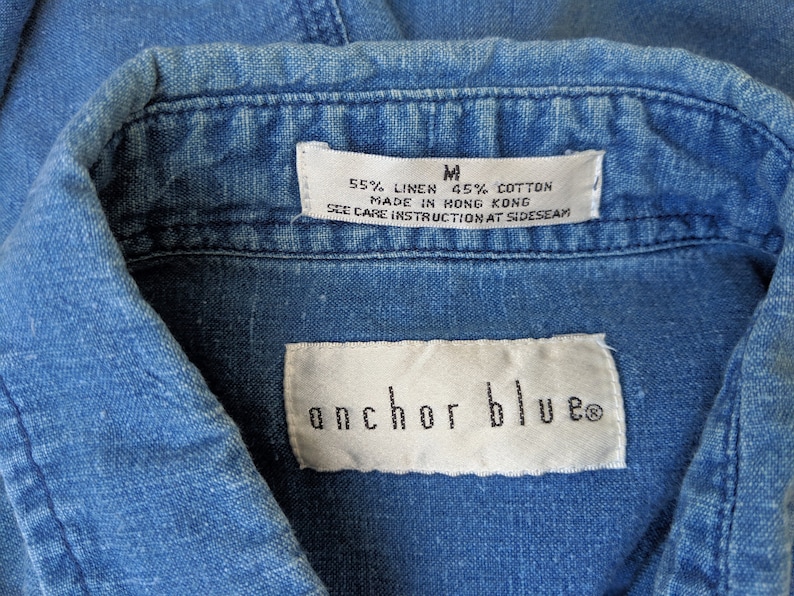 M
55% LINEN 45% COTTON
MADE IN HONG KONG
SEE CARE INSTRUCTION AT SIDESEAM
anchor blue®